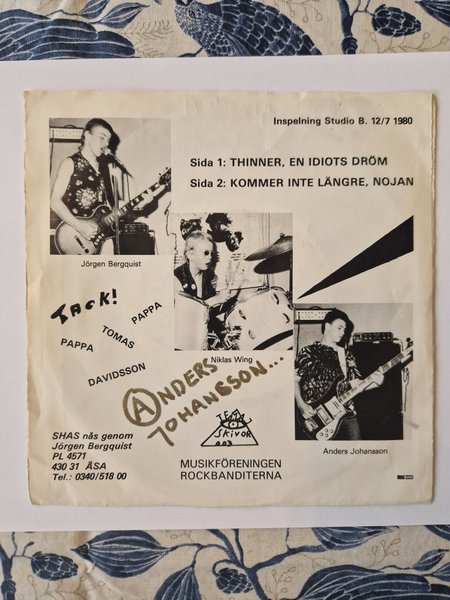 Inspelning Studio B. 12/7 1980
Sida 1: THINNER, EN IDIOTS DRÖM
Sida 2: KOMMER INTE LÄNGRE, NOJAN
Jörgen Bergquist
TACK!
PAPPA
TOMAS
PAPPA
DAVIDSSON
Niklas Wing
ANDERS
JOHANSSON...
Anders Johansson
SHAS nås genom
Jörgen Bergquist
PL 4571
430 31 ÅSA
Tel.: 0340/518 00
SKIVOR
003
MUSIKFÖRENINGEN
ROCKBANDITERNA